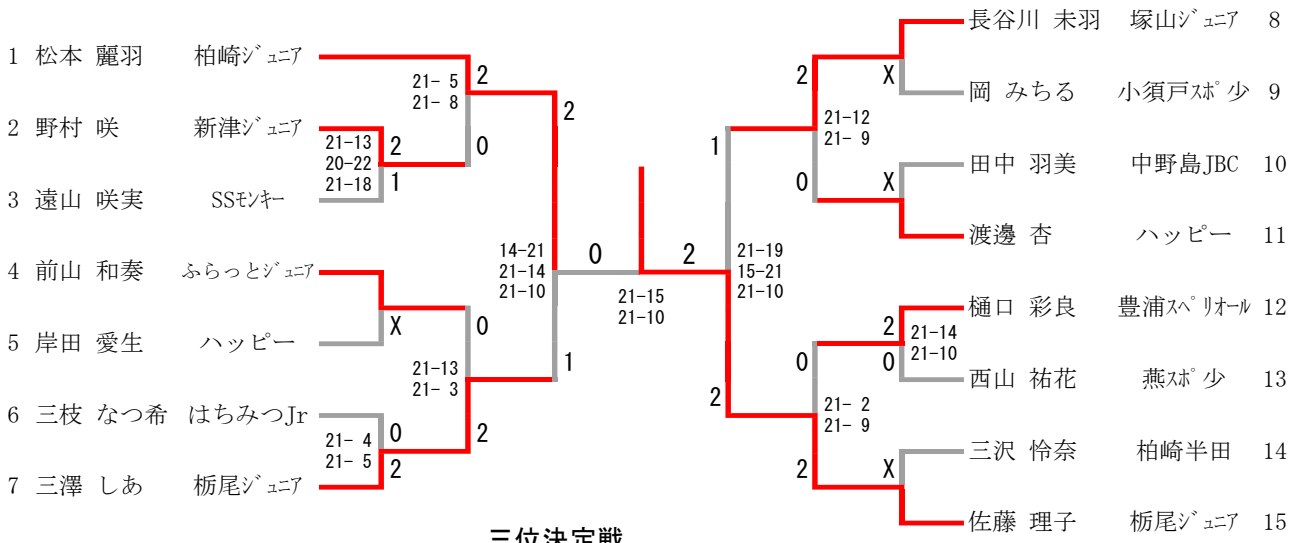 1 松本 麗羽 柏崎ｼﾞｭﾆｱ
2 野村 咲 新津ｼﾞｭﾆｱ
3 遠山 咲実 SSﾓﾝｷｰ
4 前山 和奏 ふらっとｼﾞｭﾆｱ
5 岸田 愛生 ハッピー
6 三枝 なつ希 はちみつJr
7 三澤 しあ 栃尾ｼﾞｭﾆｱ
21-13
20-22
21-18
2
1
X
21- 4
21- 5
0
2
21- 5
21- 8
2
0
21-13
21- 3
0
2
14-21
21-14
21-10
2
1
0
2
21-15
21-10
21-19
15-21
21-10
1
2
21-12
21- 9
2
0
21- 2
21- 9
0
2
X
X
2
0
21-14
21-10
X
長谷川 未羽 塚山ｼﾞｭﾆｱ 8
岡 みちる 小須戸ｽﾎﾟ少 9
田中 羽美 中野島JBC 10
渡邊 杏 ハッピー 11
樋口 彩良 豊浦ｽﾍﾟﾘｵｰﾙ 12
西山 祐花 燕ｽﾎﾟ少 13
三沢 怜奈 柏崎半田 14
佐藤 理子 栃尾ｼﾞｭﾆｱ 15
三位決定戦